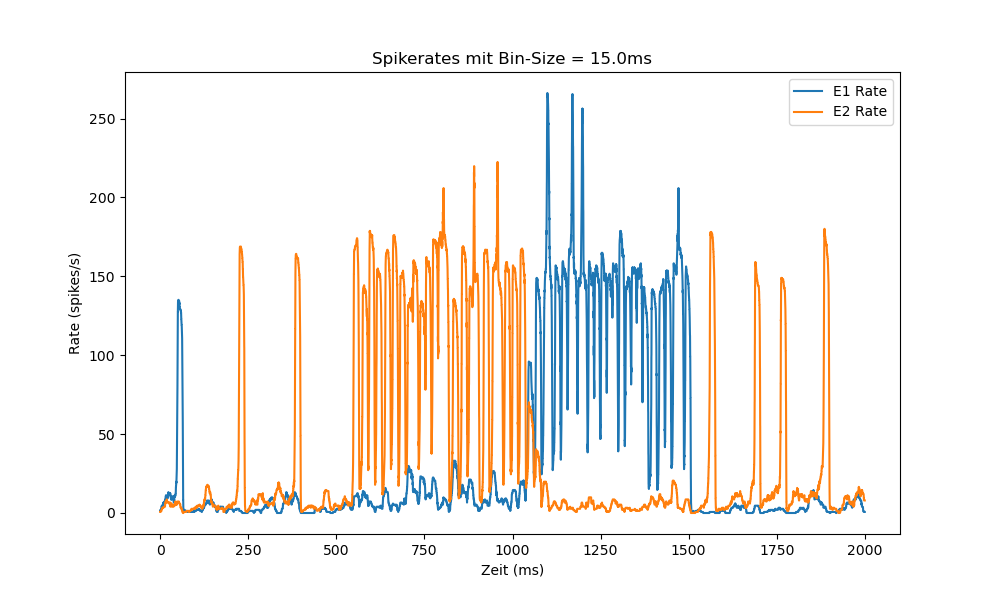 Spikerates mit Bin-Size = 15.0ms
E1 Rate
E2 Rate
Rate (spikes/s)
250
200
150
100
50
0
0 250 500 750 1000 1250 1500 1750 2000
Zeit (ms)